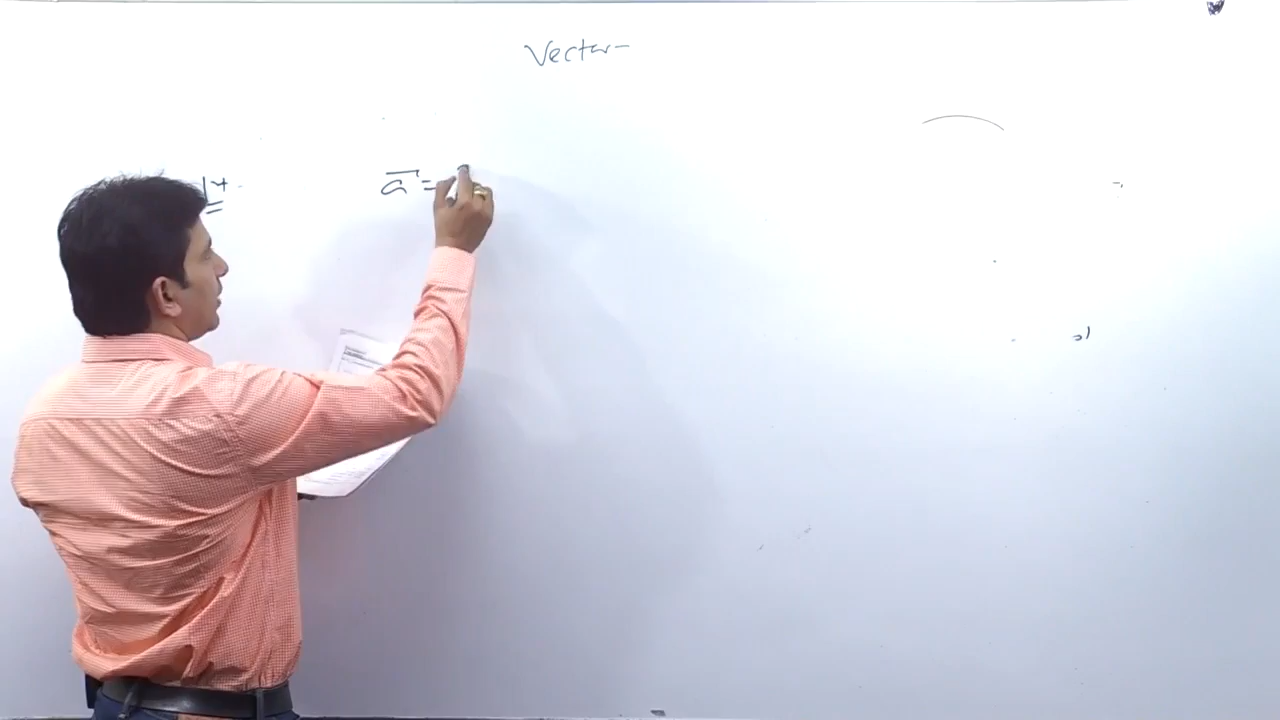 Vector
a⃗ =